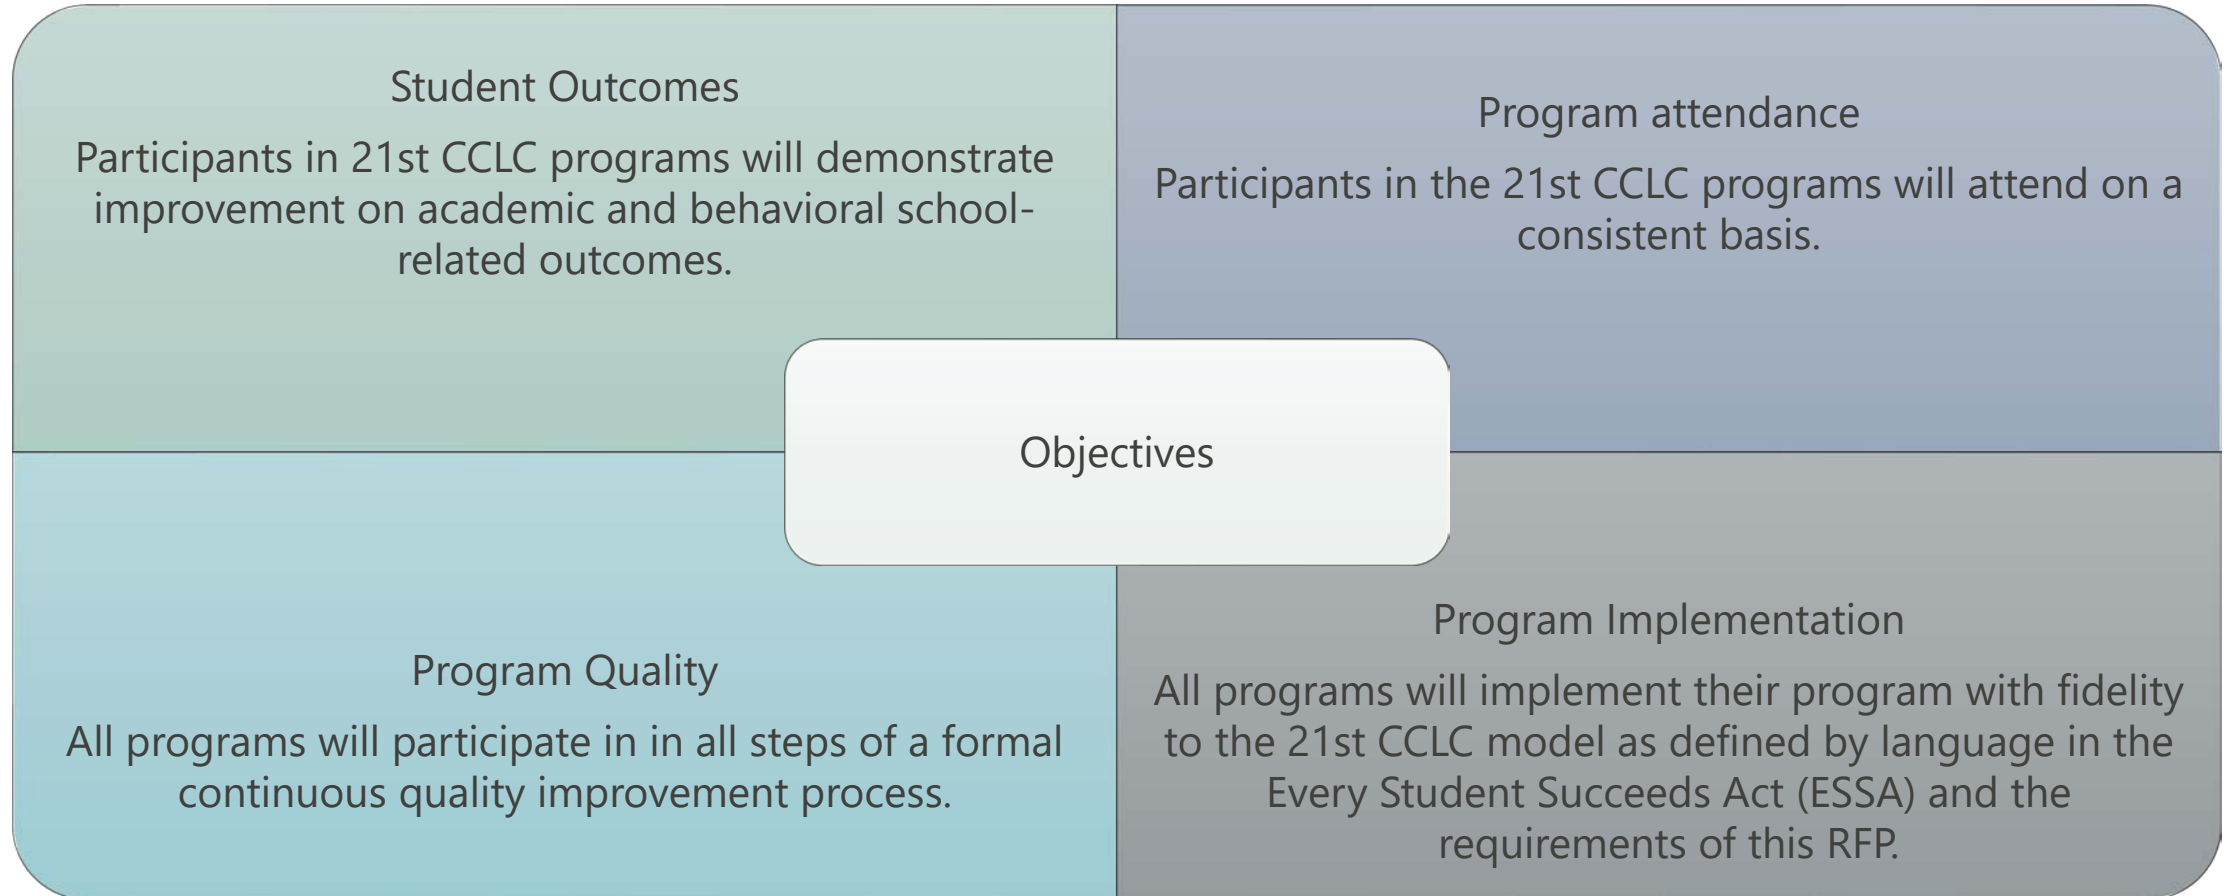 Student Outcomes
Participants in 21st CCLC programs will demonstrate
improvement on academic and behavioral school-
related outcomes.
Program attendance
Participants in the 21st CCLC programs will attend on a
consistent basis.
Objectives
Program Quality
All programs will participate in in all steps of a formal
continuous quality improvement process.
Program Implementation
All programs will implement their program with fidelity
to the 21st CCLC model as defined by language in the
Every Student Succeeds Act (ESSA) and the
requirements of this RFP.